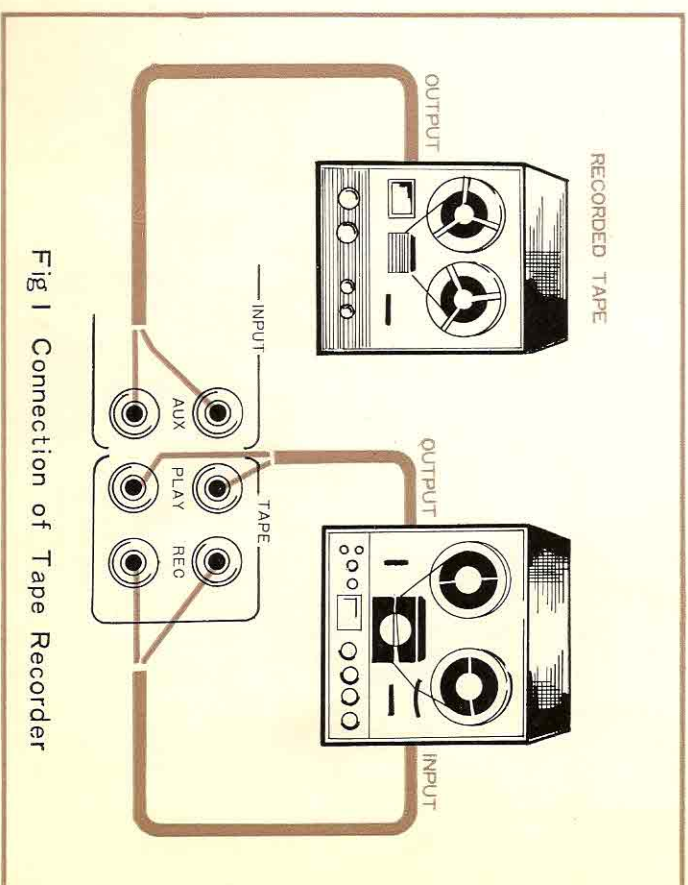 RECORDED TAPE
OUTPUT
OUTPUT
INPUT
INPUT
TAPE
AUX
PLAY
REC
Fig 1 Connection of Tape Recorder